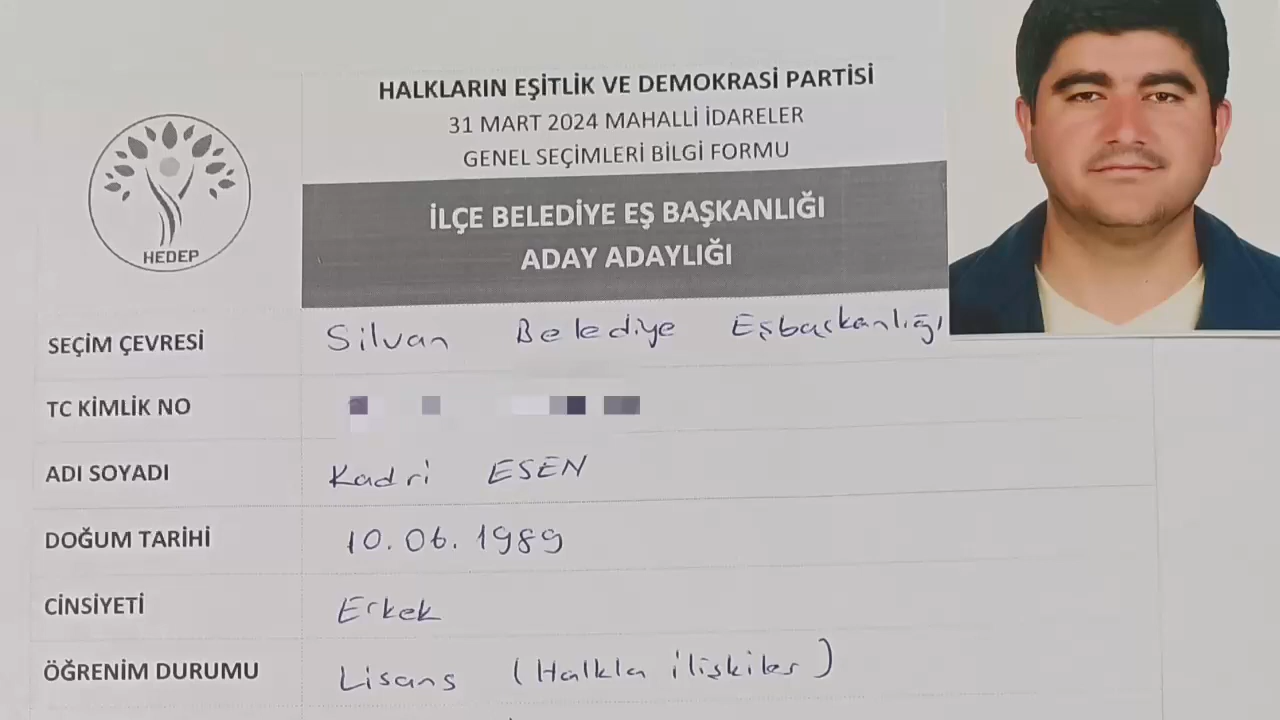 HALKLARIN EŞİTLİK VE DEMOKRASİ PARTİSİ
31 MART 2024 MAHALLİ İDARELER
GENEL SEÇİMLERİ BİLGİ FORMU
HEDEP
İLÇE BELEDİYE EŞ BAŞKANLIĞI
ADAY ADAYLIĞI
SEÇİM ÇEVRESİ Silvan Belediye Eşbaşkanlığı
TC KİMLİK NO
ADI SOYADI Kadri ESEN
DOĞUM TARİHİ 10.06.1989
CİNSİYETİ Erkek
ÖĞRENİM DURUMU Lisans (Halkla ilişkiler)